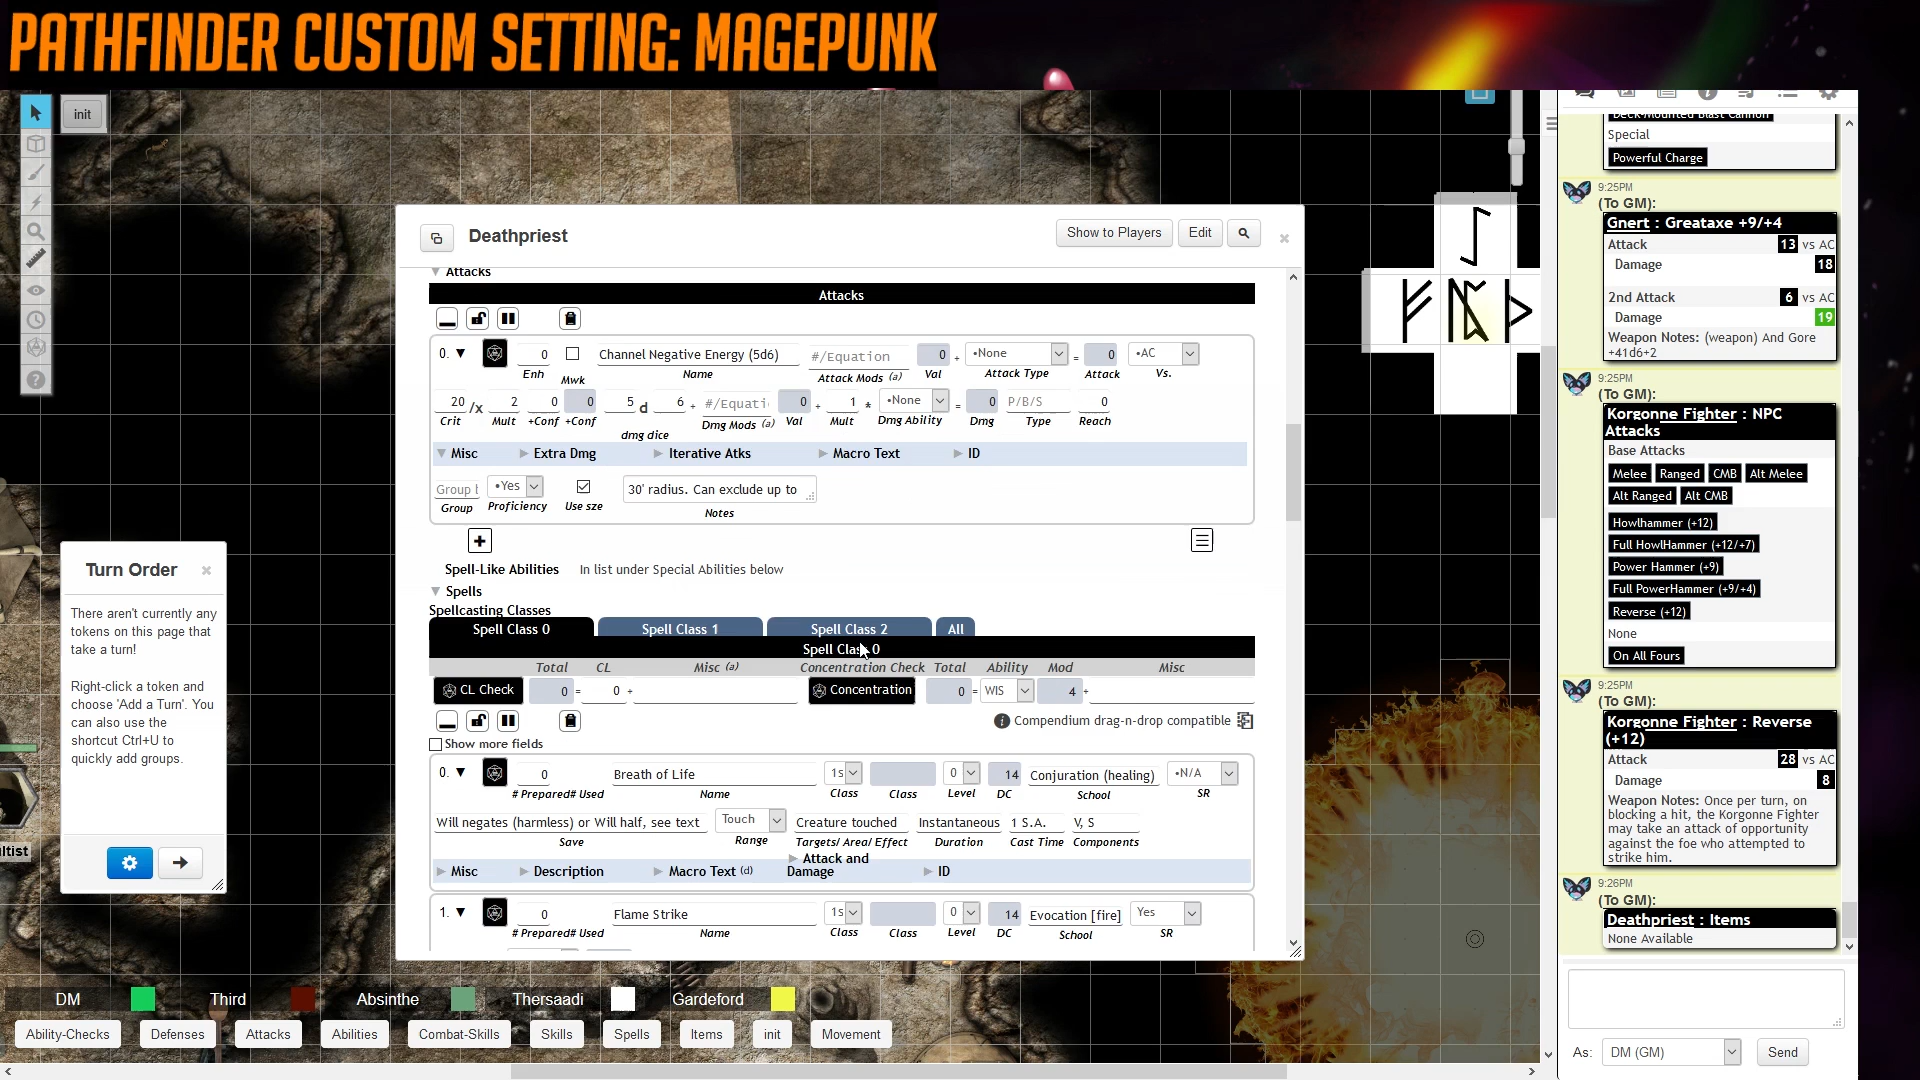 PATHFINDER CUSTOM SETTING: MAGEPUNK
init
Deathpriest
Show to Players
Edit
Attacks
Attacks
0.
0
Channel Negative Energy (5d6)
#/Equation
0
+
•None
=
0
•AC
Enh
Mwk
Name
Attack Mods (a)
Val
Attack Type
Attack
Vs.
20
/x
2
0
0
5
d
6
+
#/Equati
0
+
1
*
•None
=
0
P/B/S
0
Crit
Mult
+Conf
+Conf
dmg dice
Dmg Mods (a)
Val
Mult
Dmg Ability
Dmg
Type
Reach
Misc
Extra Dmg
Iterative Atks
Macro Text
ID
Group
•Yes
30' radius. Can exclude up to
Group
Proficiency
Use sze
Notes
Spell-Like Abilities
In list under Special Abilities below
Spells
Spellcasting Classes
Spell Class 0
Spell Class 1
Spell Class 2
All
Spell Class 0
Total
CL
Misc (a)
Concentration Check
Total
Ability
Mod
Misc
CL Check
0
=
0
+
Concentration
0
=
WIS
4
+
Compendium drag-n-drop compatible
Show more fields
0.
0
Breath of Life
1s
0
14
Conjuration (healing)
•N/A
# Prepared# Used
Name
Class
Class
Level
DC
School
SR
Will negates (harmless) or Will half, see text
Touch
Creature touched
Instantaneous
1 S.A.
V, S
Save
Range
Targets/ Area/ Effect
Duration
Cast Time
Components
Misc
Description
Macro Text (d)
Attack and
Damage
ID
1.
0
Flame Strike
1s
0
14
Evocation [fire]
Yes
# Prepared# Used
Name
Class
Class
Level
DC
School
SR
Turn Order
There aren't currently any
tokens on this page that
take a turn!
Right-click a token and
choose 'Add a Turn'. You
can also use the
shortcut Ctrl+U to
quickly add groups.
DM
Third
Absinthe
Thersaadi
Gardeford
Ability-Checks
Defenses
Attacks
Abilities
Combat-Skills
Skills
Spells
Items
init
Movement
Deck-Mounted Blast Cannon
Special
Powerful Charge
9:25PM
(To GM):
Gnert : Greataxe +9/+4
Attack
13 vs AC
Damage
18
2nd Attack
6 vs AC
Damage
19
Weapon Notes: (weapon) And Gore
+41d6+2
9:25PM
(To GM):
Korgonne Fighter : NPC
Attacks
Base Attacks
Melee
Ranged
CMB
Alt Melee
Alt Ranged
Alt CMB
Howlhammer (+12)
Full HowlHammer (+12/+7)
Power Hammer (+9)
Full PowerHammer (+9/+4)
Reverse (+12)
None
On All Fours
9:25PM
(To GM):
Korgonne Fighter : Reverse
(+12)
Attack
28 vs AC
Damage
8
Weapon Notes: Once per turn, on
blocking a hit, the Korgonne Fighter
may take an attack of opportunity
against the foe who attempted to
strike him.
9:26PM
(To GM):
Deathpriest : Items
None Available
As:
DM (GM)
Send